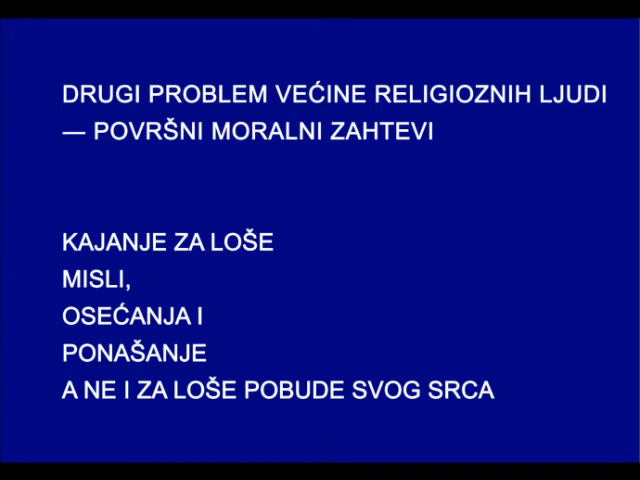 DRUGI PROBLEM VEĆINE RELIGIOZNIH LJUDI
— POVRŠNI MORALNI ZAHTEVI
KAJANJE ZA LOŠE
MISLI,
OSEĆANJA I
PONAŠANJE
A NE I ZA LOŠE POBUDE SVOG SRCA